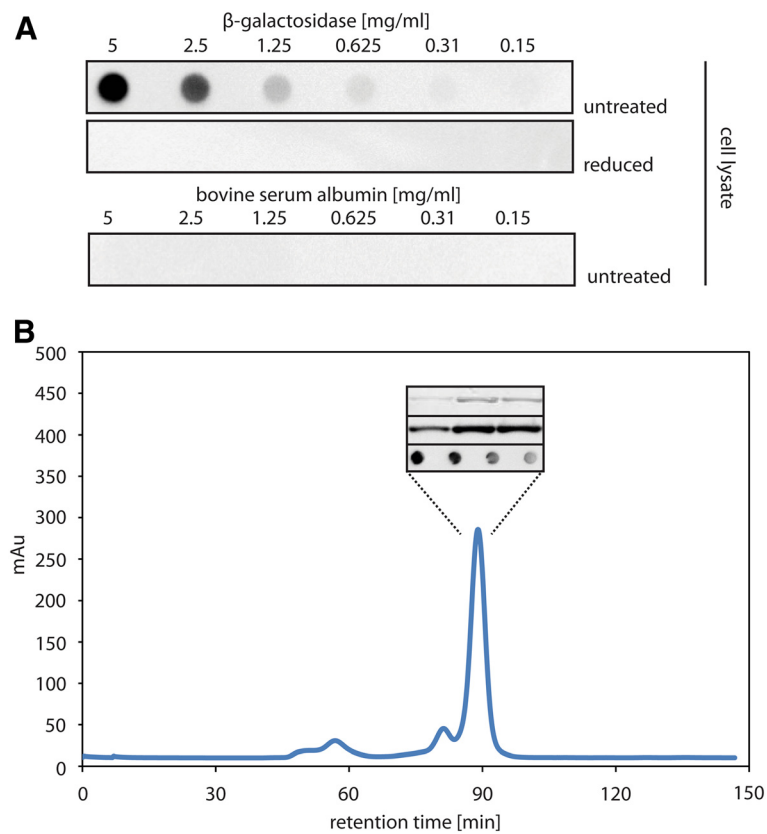 A
β-galactosidase [mg/ml]
5 2.5 1.25 0.625 0.31 0.15
untreated
reduced
cell lysate
bovine serum albumin [mg/ml]
5 2.5 1.25 0.625 0.31 0.15
untreated
B
500
450
400
350
300
250
200
150
100
50
0
mAu
0 30 60 90 120 150
retention time [min]